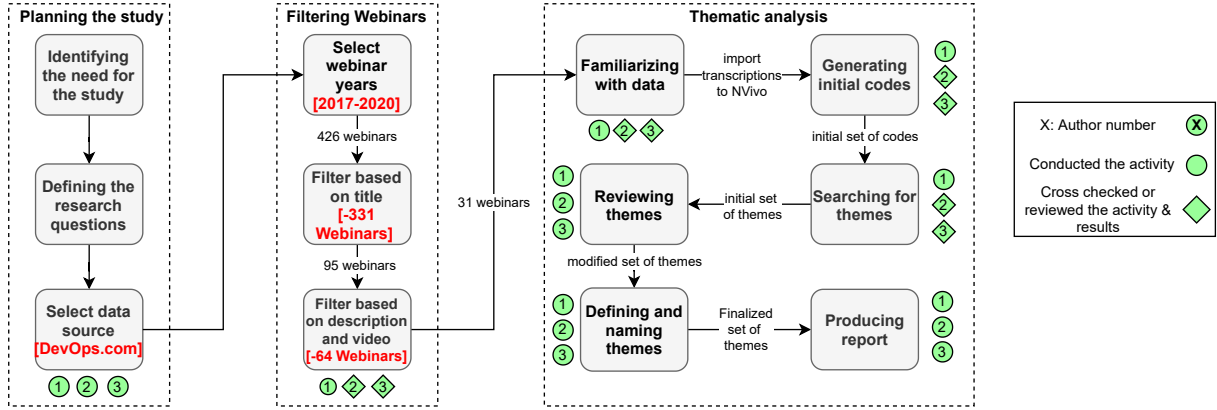 Planning the study
Identifying
the need for
the study
Defining the
research
questions
Select data
source
[DevOps.com]
1 2 3
Filtering Webinars
Select
webinar
years
[2017-2020]
426 webinars
Filter based
on title
[-331
Webinars]
95 webinars
Filter based
on description
and video
[-64 Webinars]
1 2 3
31 webinars
Thematic analysis
Familiarizing
with data
1 2 3
import
transcriptions
to NVivo
Generating
initial codes
1
2
3
initial set of codes
Searching for
themes
1
2
3
initial set
of themes
Reviewing
themes
1
2
3
modified set of themes
Defining and
naming
themes
1
2
3
Finalized
set of
themes
Producing
report
1
2
3
X: Author number X
Conducted the activity
Cross checked or
reviewed the activity &
results